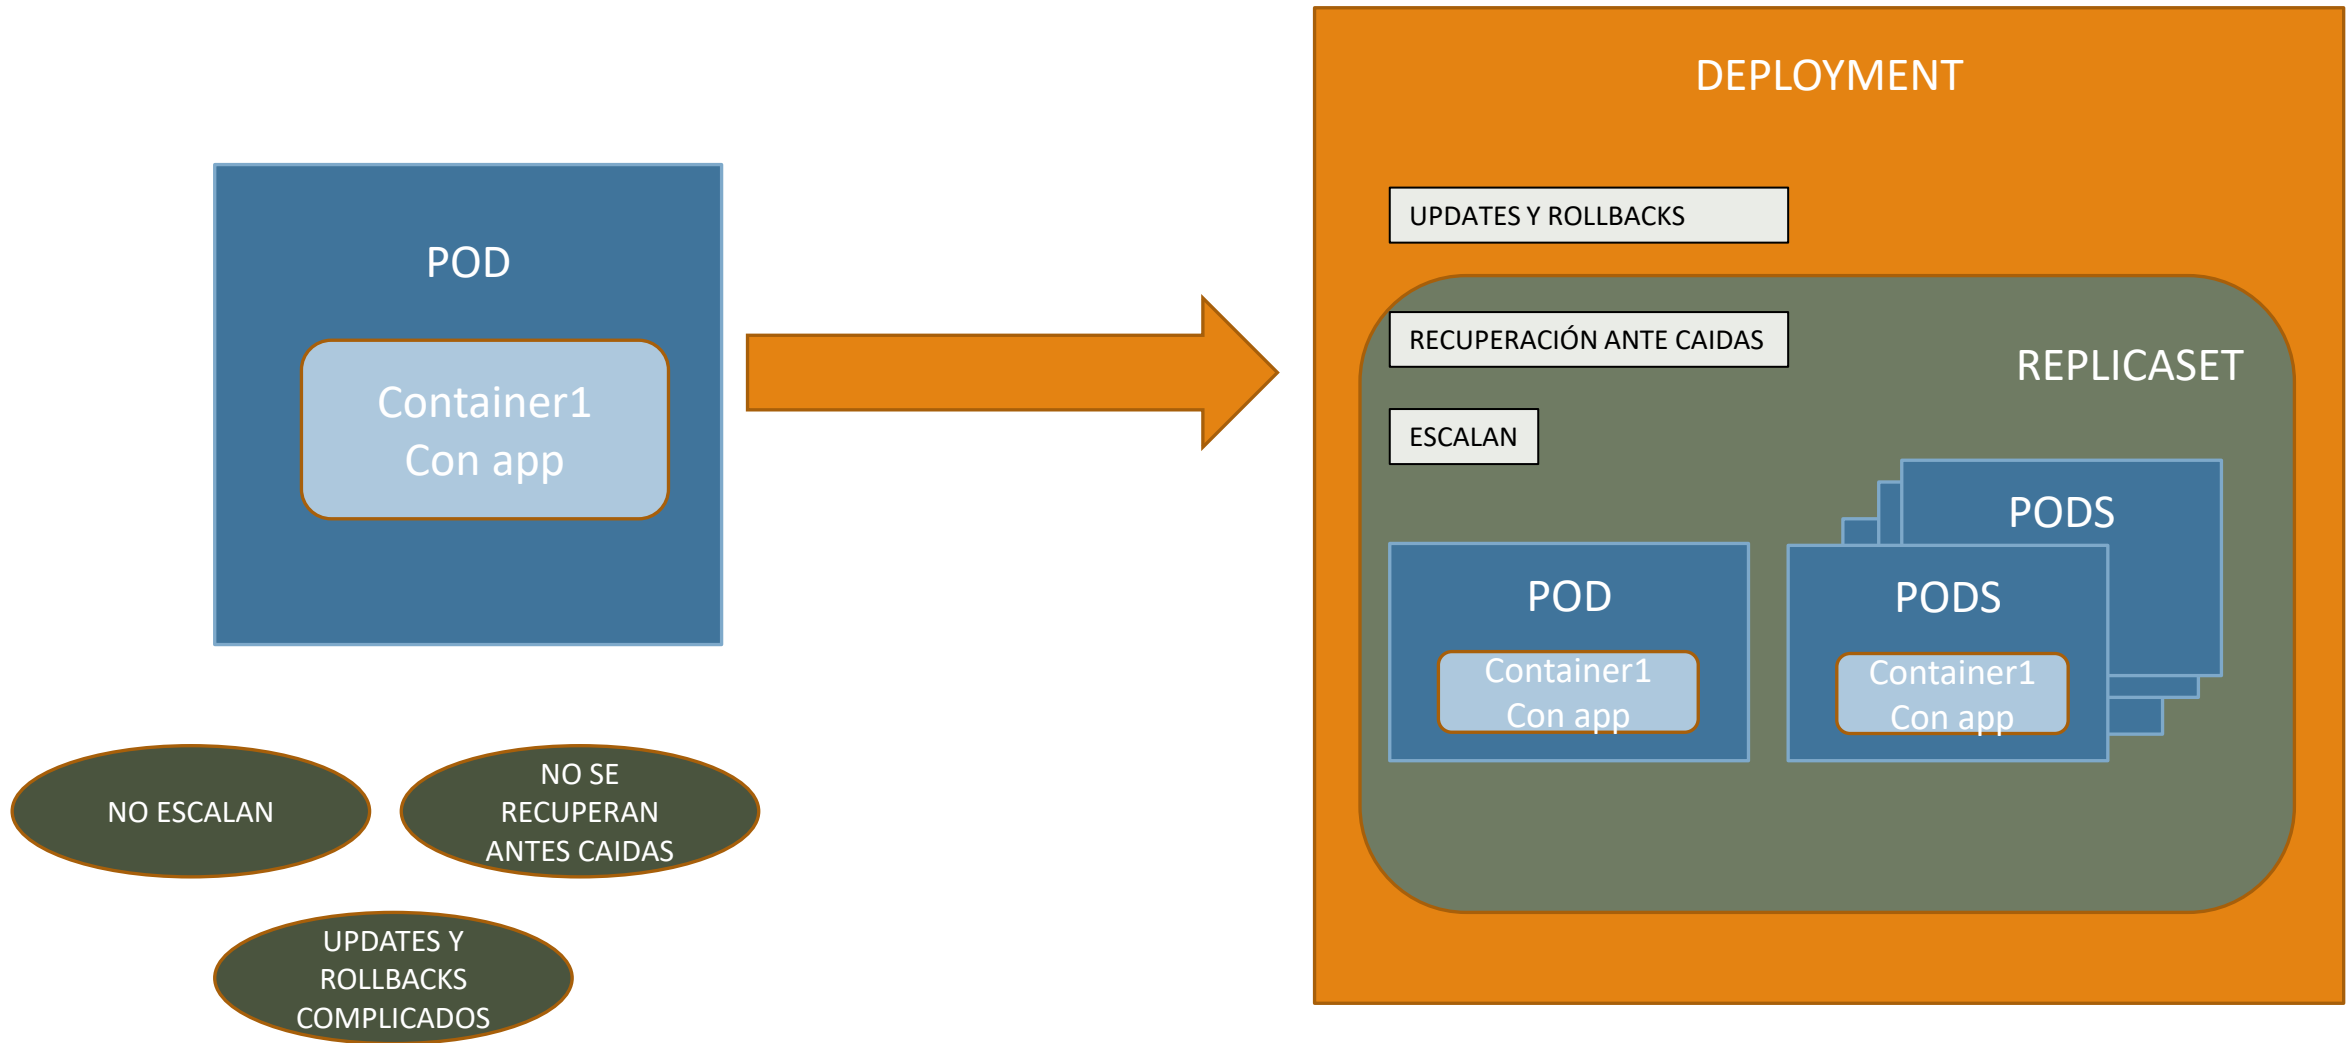 POD
Container1
Con app
NO ESCALAN
NO SE
RECUPERAN
ANTES CAIDAS
UPDATES Y
ROLLBACKS
COMPLICADOS
DEPLOYMENT
UPDATES Y ROLLBACKS
RECUPERACIÓN ANTE CAIDAS
REPLICASET
ESCALAN
PODS
POD
Container1
Con app
PODS
Container1
Con app